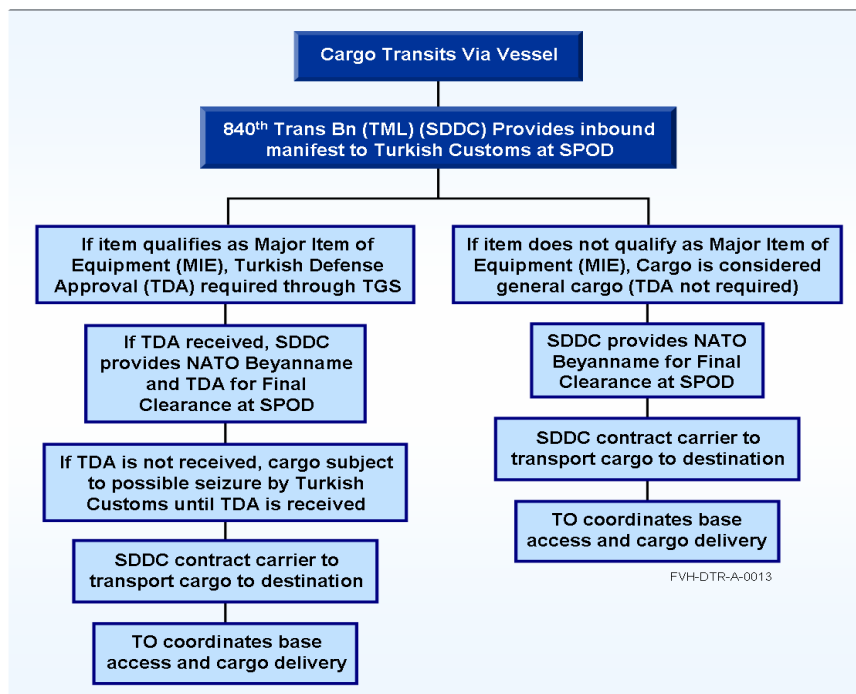 Cargo Transits Via Vessel
840th Trans Bn (TML) (SDDC) Provides inbound
manifest to Turkish Customs at SPOD
If item qualifies as Major Item of
Equipment (MIE), Turkish Defense
Approval (TDA) required through TGS
If TDA received, SDDC
provides NATO Beyanname
and TDA for Final
Clearance at SPOD
If TDA is not received, cargo subject
to possible seizure by Turkish
Customs until TDA is received
SDDC contract carrier to
transport cargo to destination
TO coordinates base
access and cargo delivery
If item does not qualify as Major Item of
Equipment (MIE), Cargo is considered
general cargo (TDA not required)
SDDC provides NATO
Beyanname for Final
Clearance at SPOD
SDDC contract carrier to
transport cargo to destination
TO coordinates base
access and cargo delivery
FVH-DTR-A-0013